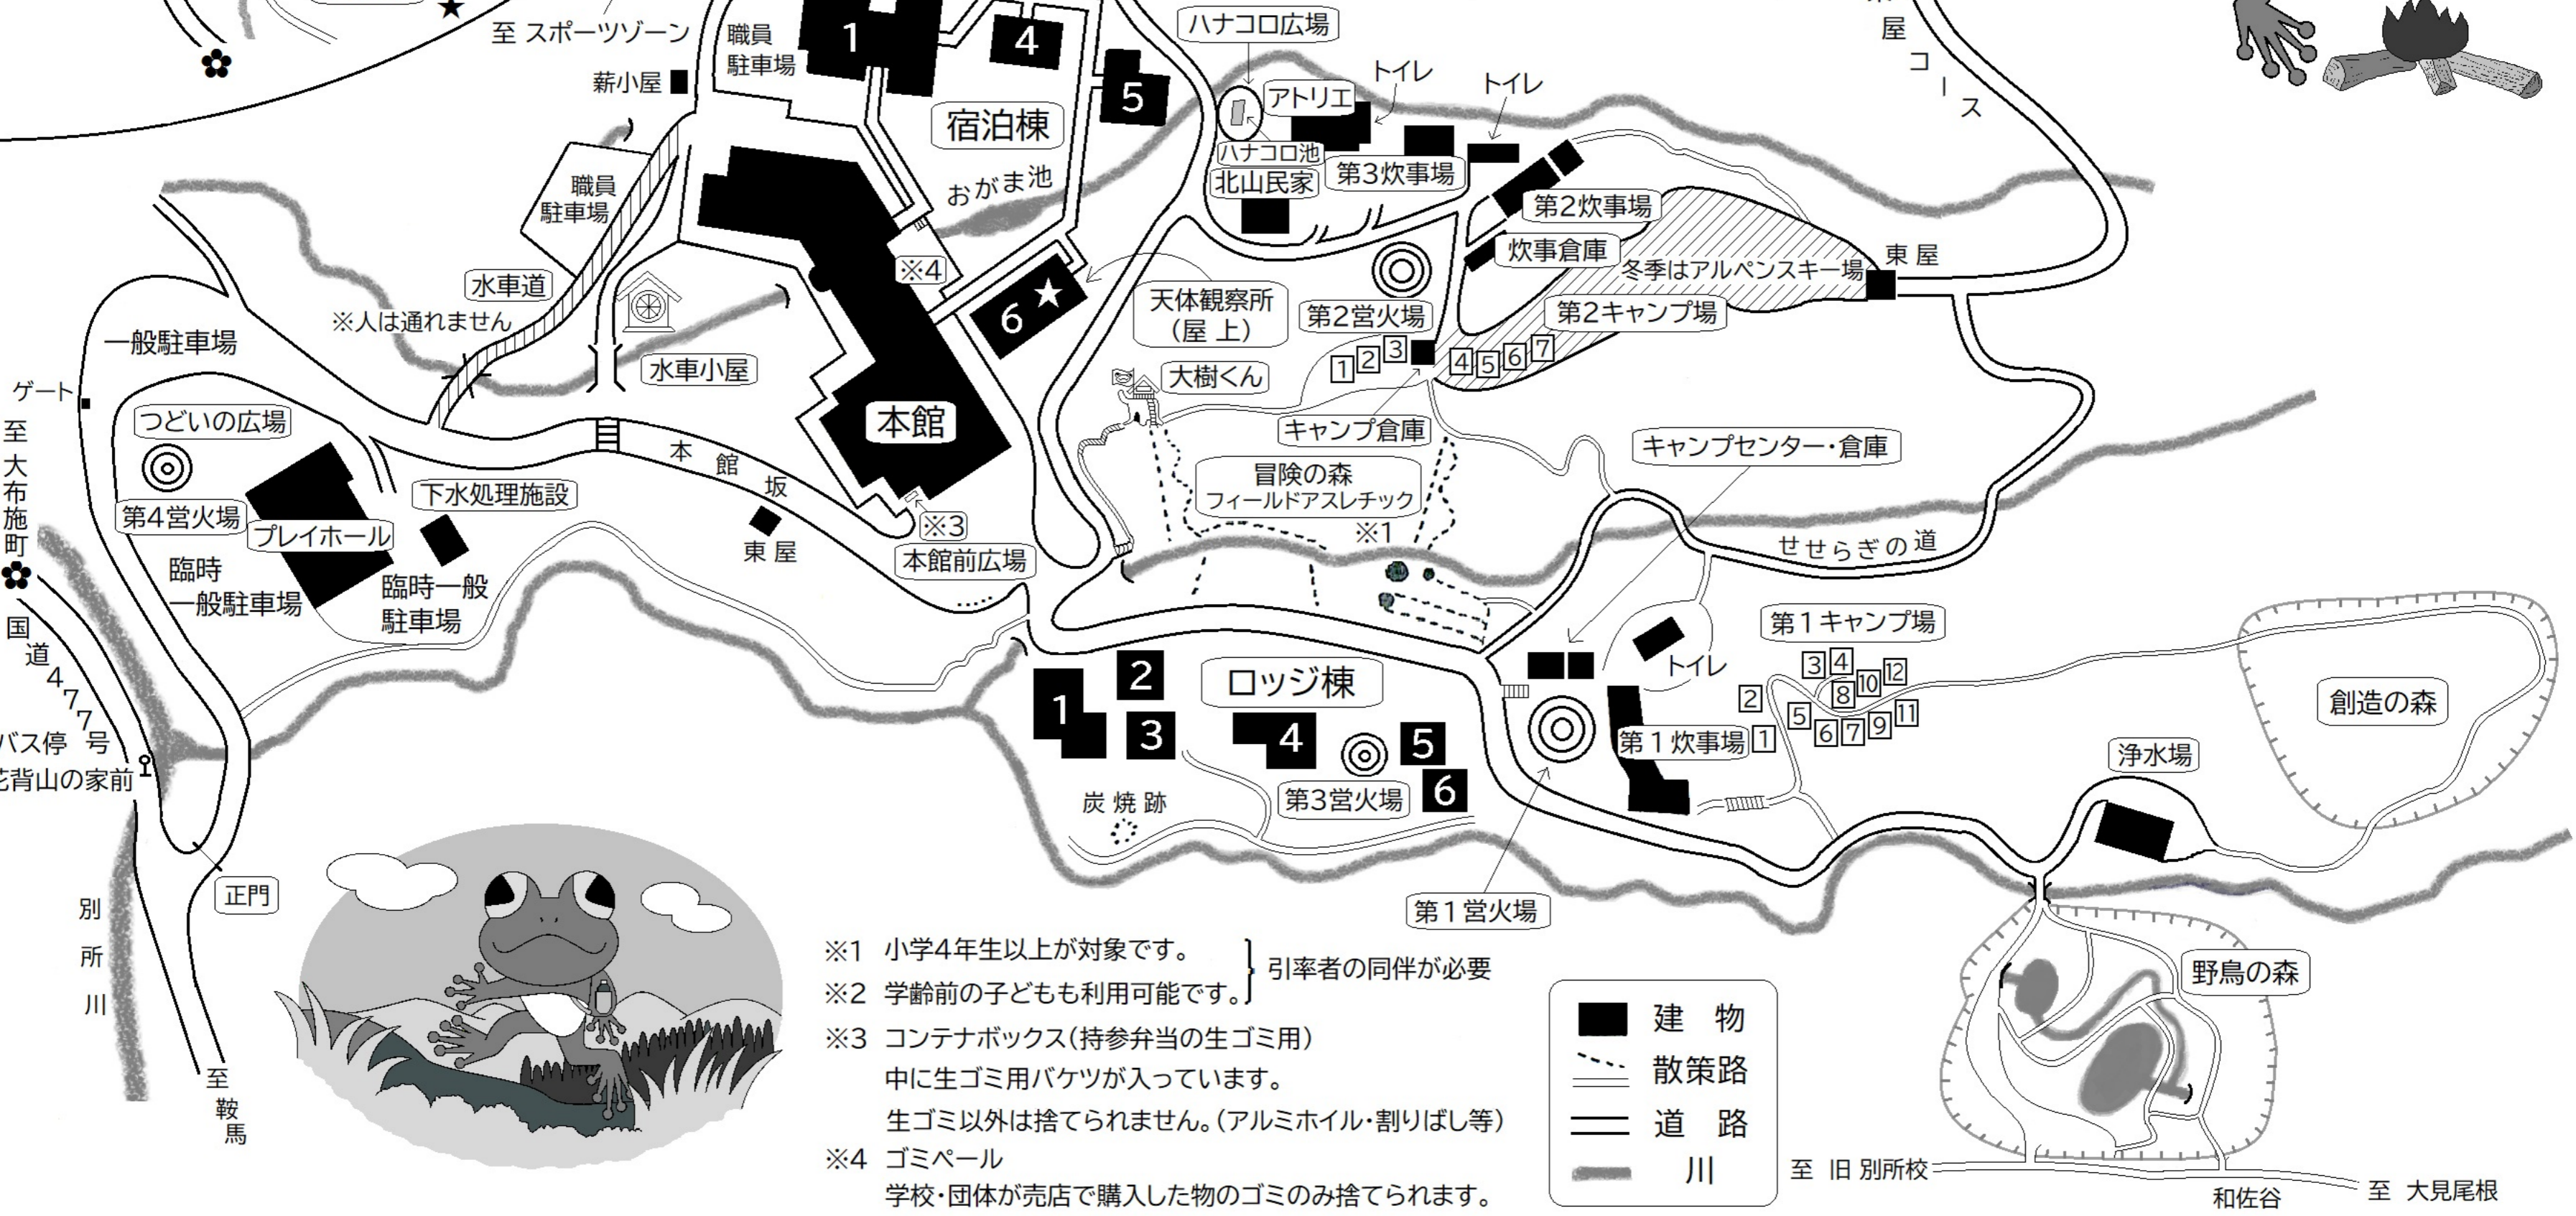 至 スポーツゾーン
職員
駐車場
1
4
5
薪小屋
宿泊棟
おがま池
ハナコロ広場
アトリエ
トイレ
トイレ
ハナコロ池
北山民家
第3炊事場
屋コース
職員
駐車場
水車道
※人は通れません
※4
6★
天体観察所
(屋 上)
第2炊事場
炊事倉庫
冬季はアルペンスキー場
東 屋
第2営火場
第2キャンプ場
1
2
3
4
5
6
7
大樹くん
キャンプ倉庫
一般駐車場
水車小屋
ゲート
至 大布施町
つどいの広場
第4営火場
プレイホール
下水処理施設
本館
本館坂
東 屋
※3
本館前広場
冒険の森
フィールドアスレチック
※1
キャンプセンター・倉庫
せせらぎの道
臨時
一般駐車場
臨時一般
駐車場
国道477号
バス停
花背山の家前
1
2
3
ロッジ棟
4
5
6
第3営火場
炭 焼 跡
トイレ
第1キャンプ場
3
4
10
12
2
8
5
6
7
9
11
第1炊事場
1
創造の森
浄水場
正門
別所川
第1営火場
野鳥の森
至 鞍馬
※1 小学4年生以上が対象です。
※2 学齢前の子どもも利用可能です。
引率者の同伴が必要
※3 コンテナボックス(持参弁当の生ゴミ用)
中に生ゴミ用バケツが入っています。
生ゴミ以外は捨てられません。(アルミホイル・割りばし等)
※4 ゴミペール
学校・団体が売店で購入した物のゴミのみ捨てられます。
建 物
散策路
道 路
川
至 旧 別所校
和佐谷
至 大見尾根